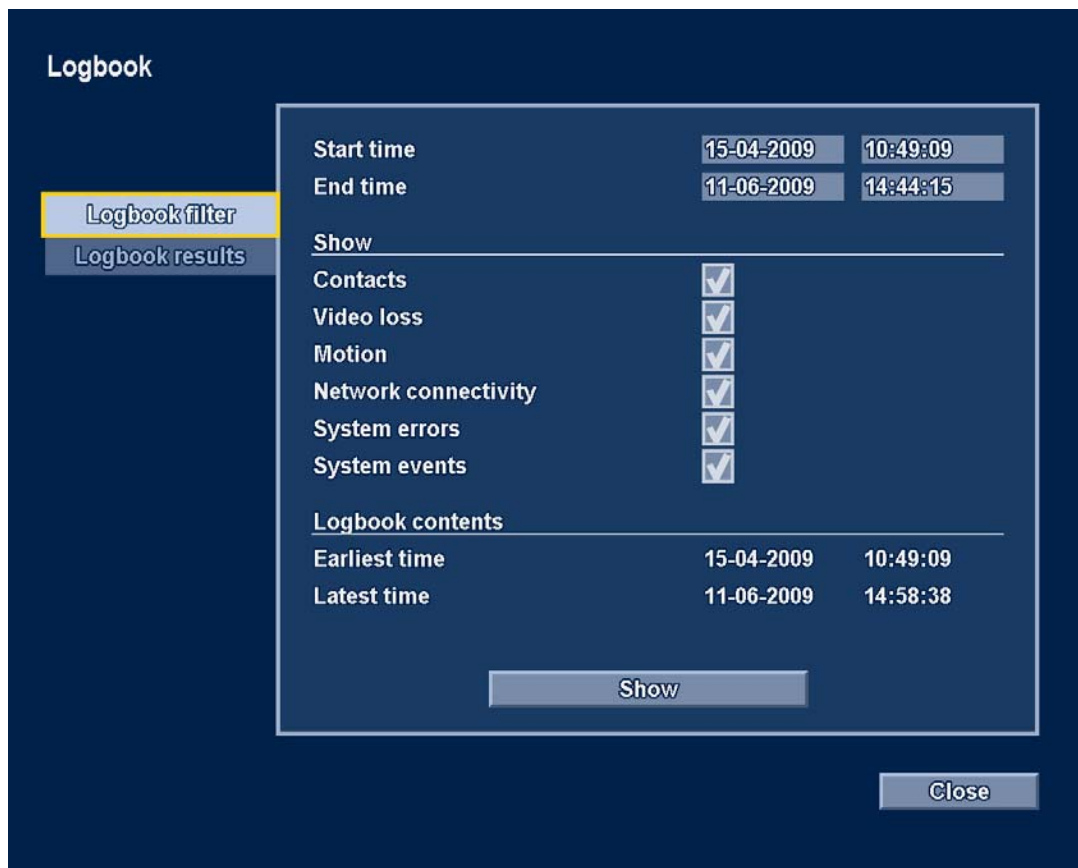 Logbook
Start time 15-04-2009 10:49:09
End time 11-06-2009 14:44:15
Logbook filter
Logbook results
Show
Contacts
Video loss
Motion
Network connectivity
System errors
System events
Logbook contents
Earliest time 15-04-2009 10:49:09
Latest time 11-06-2009 14:58:38
Show
Close